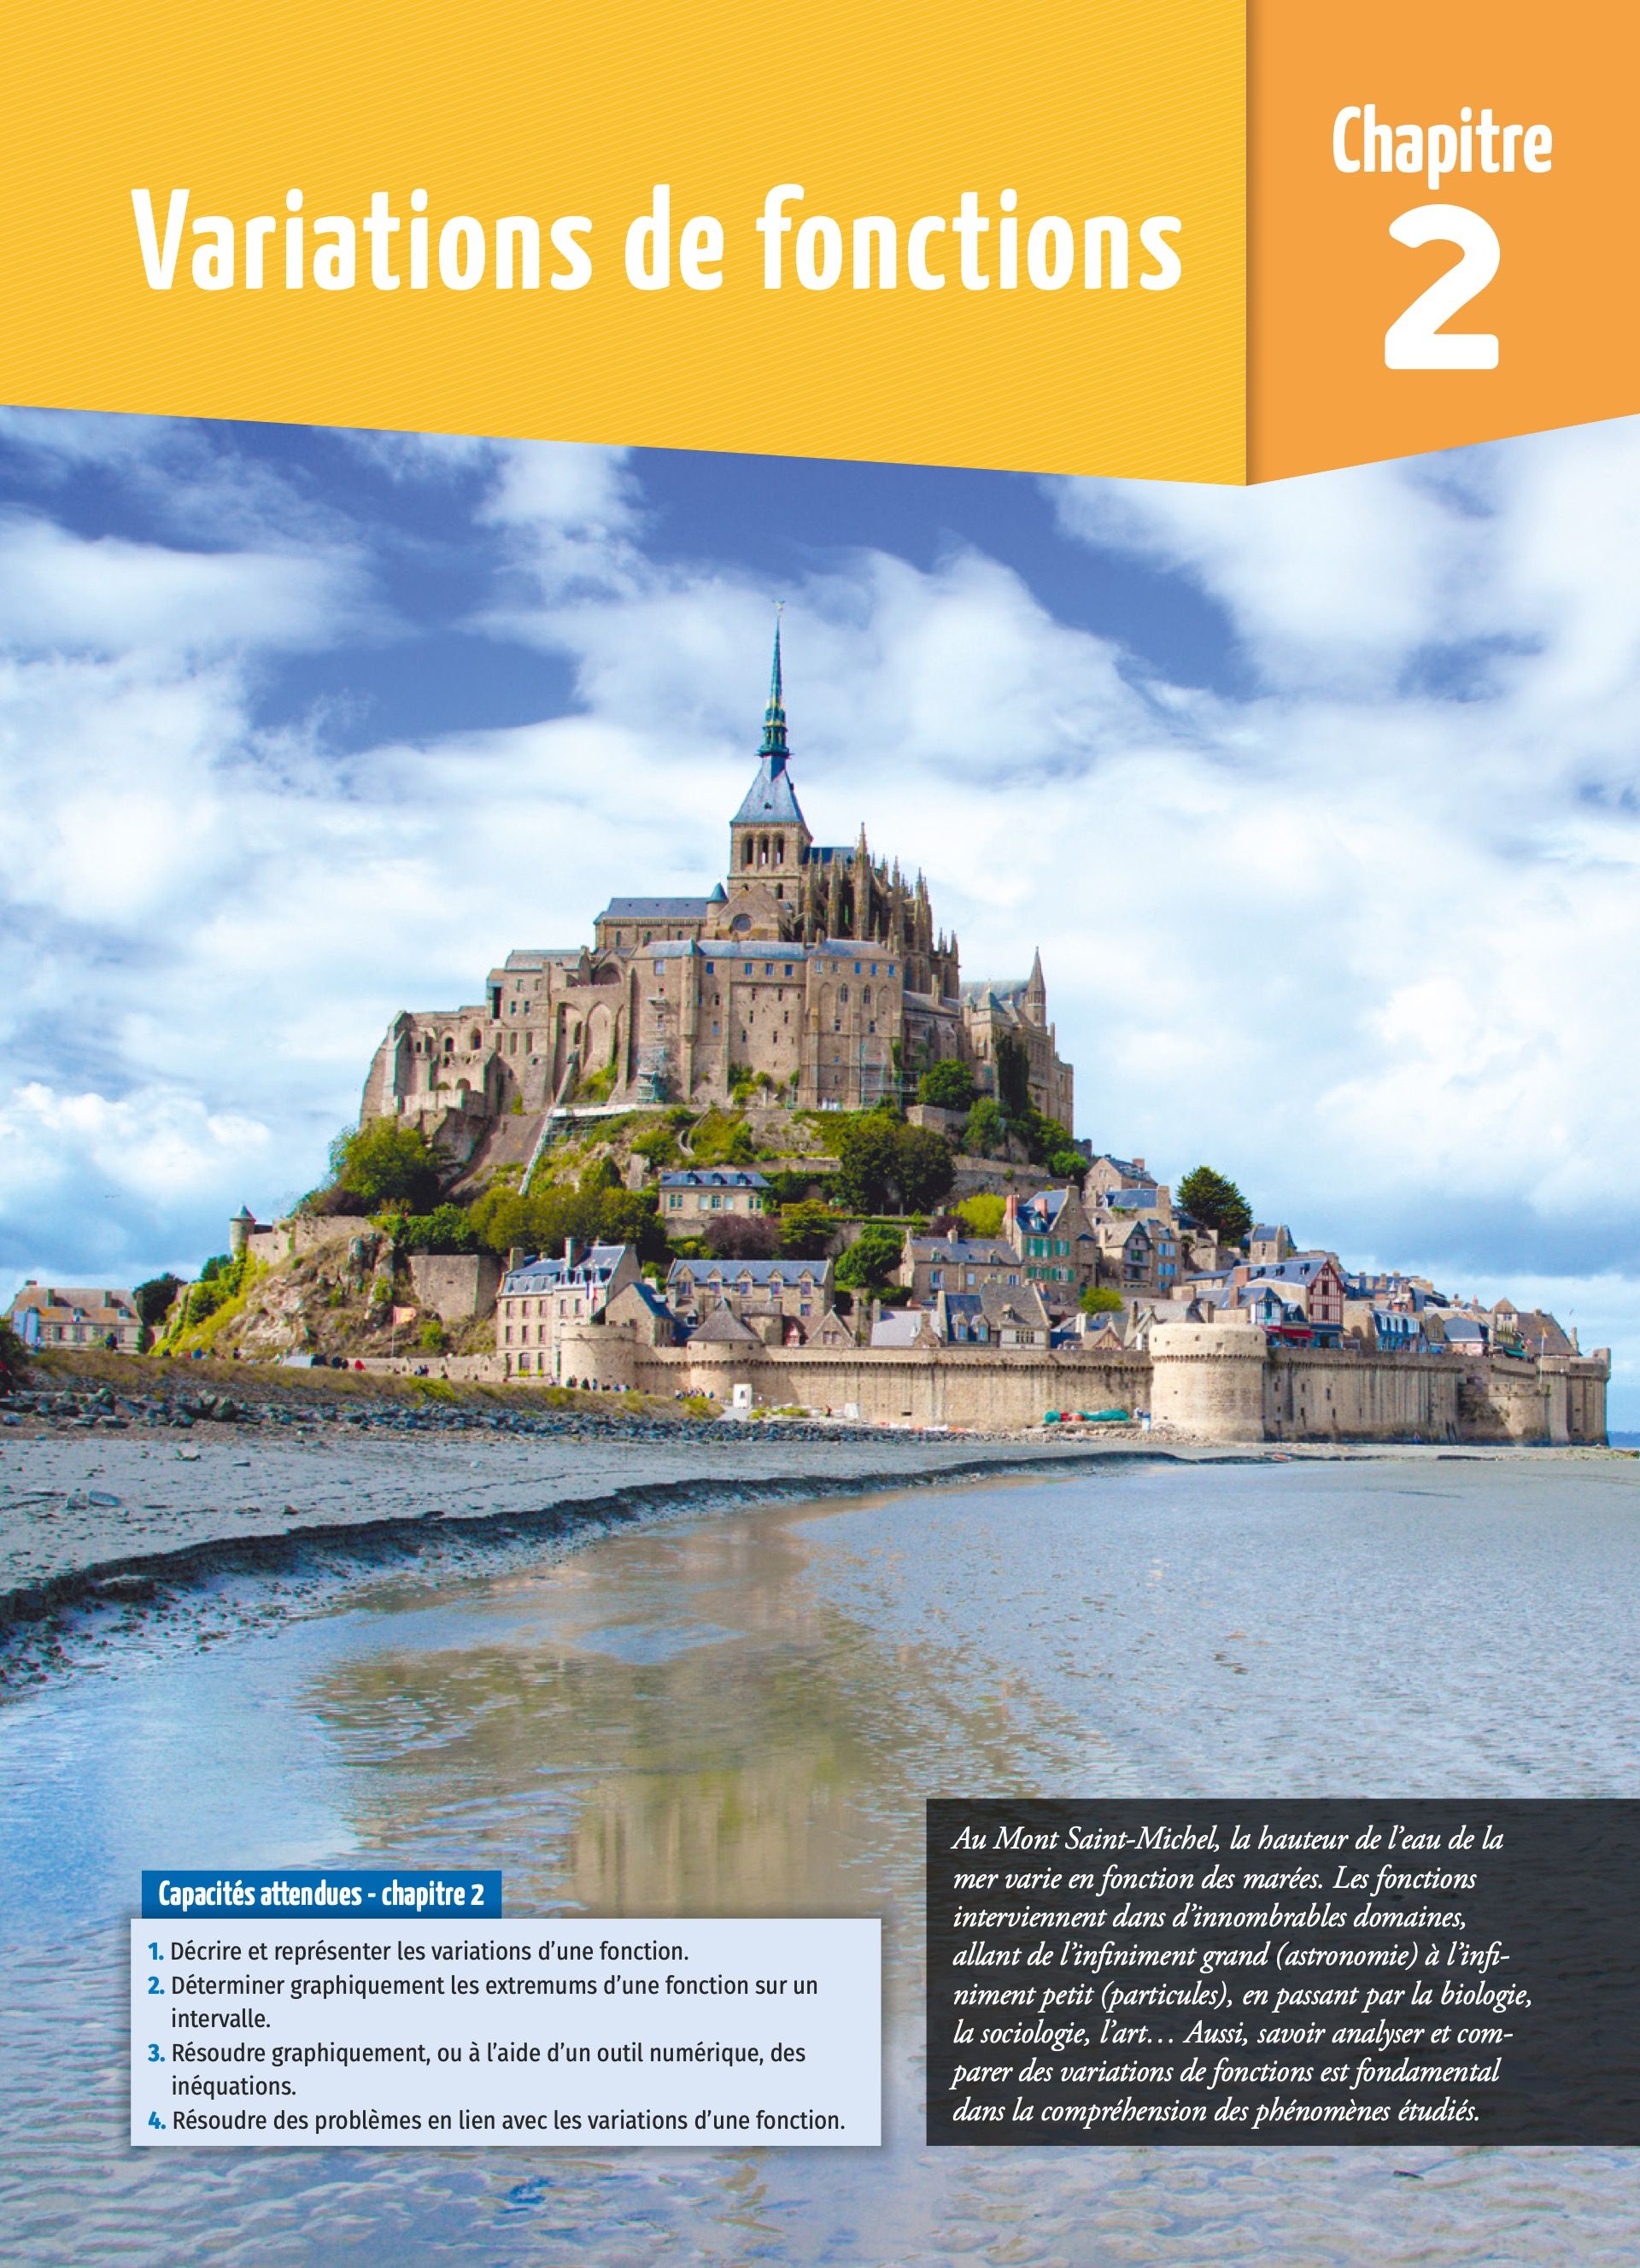 Chapitre
2
Variations de fonctions
Capacités attendues - chapitre 2
1. Décrire et représenter les variations d’une fonction.
2. Déterminer graphiquement les extremums d’une fonction sur un
intervalle.
3. Résoudre graphiquement, ou à l’aide d’un outil numérique, des
inéquations.
4. Résoudre des problèmes en lien avec les variations d’une fonction.
Au Mont Saint-Michel, la hauteur de l’eau de la
mer varie en fonction des marées. Les fonctions
interviennent dans d’innombrables domaines,
allant de l’infiniment grand (astronomie) à l’infi-
niment petit (particules), en passant par la biologie,
la sociologie, l’art… Aussi, savoir analyser et com-
parer des variations de fonctions est fondamental
dans la compréhension des phénomènes étudiés.